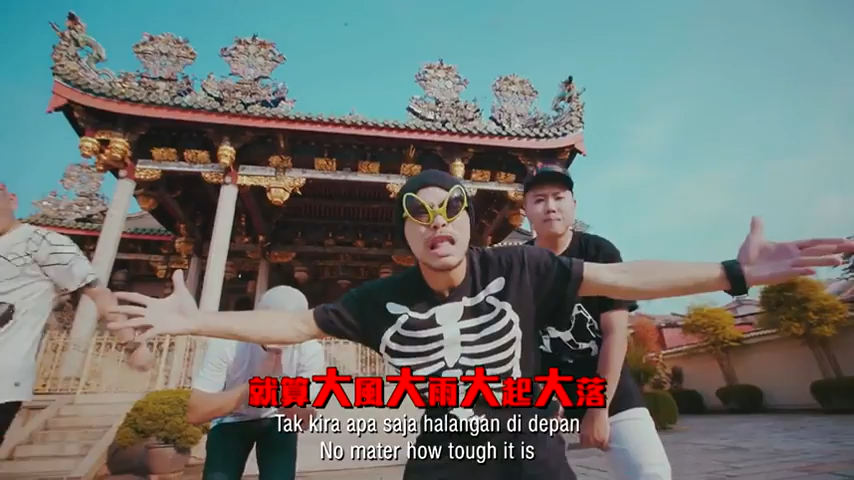 就算大風大雨大起大落
Tak kira apa saja halangan di depan
No mater how tough it is